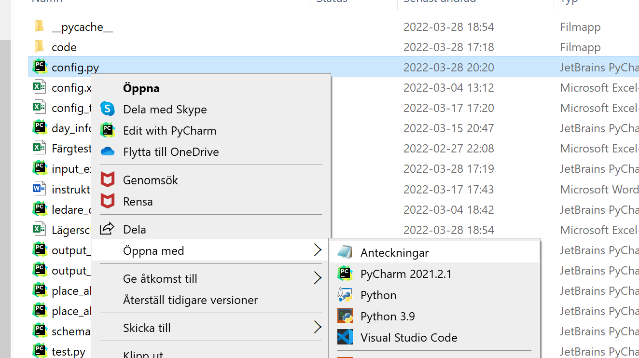 Namn Status Senast ändrad Typ
__pycache__ 2022-03-28 18:54 Filmapp
code 2022-03-28 17:18 Filmapp
config.py 2022-03-28 20:20 JetBrains PyCha
config.x 2022-03-04 13:12 Microsoft Excel-
config_t 2022-03-17 17:20 Microsoft Excel-
day_info 2022-03-15 20:47 JetBrains PyCha
Färgtest 2022-02-27 22:08 Microsoft Excel-
input_ex 2022-03-28 17:19 JetBrains PyCha
instrukt 2022-03-17 17:43 Microsoft Word
ledare_c 2022-03-04 18:42 JetBrains PyCha
Lägersc 2022-03-28 18:54 Microsoft Excel-
output_ JetBrains PyCha
output_ JetBrains PyCha
place_al JetBrains PyCha
place_al JetBrains PyCha
schema JetBrains PyCha
test.py JetBrains PyCha
Öppna
Dela med Skype
Edit with PyCharm
Flytta till OneDrive
Genomsök
Rensa
Dela
Öppna med
Ge åtkomst till
Återställ tidigare versioner
Skicka till
Klipp ut
Anteckningar
PyCharm 2021.2.1
Python
Python 3.9
Visual Studio Code